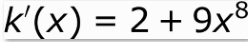 k′(x) = 2 + 9x⁸